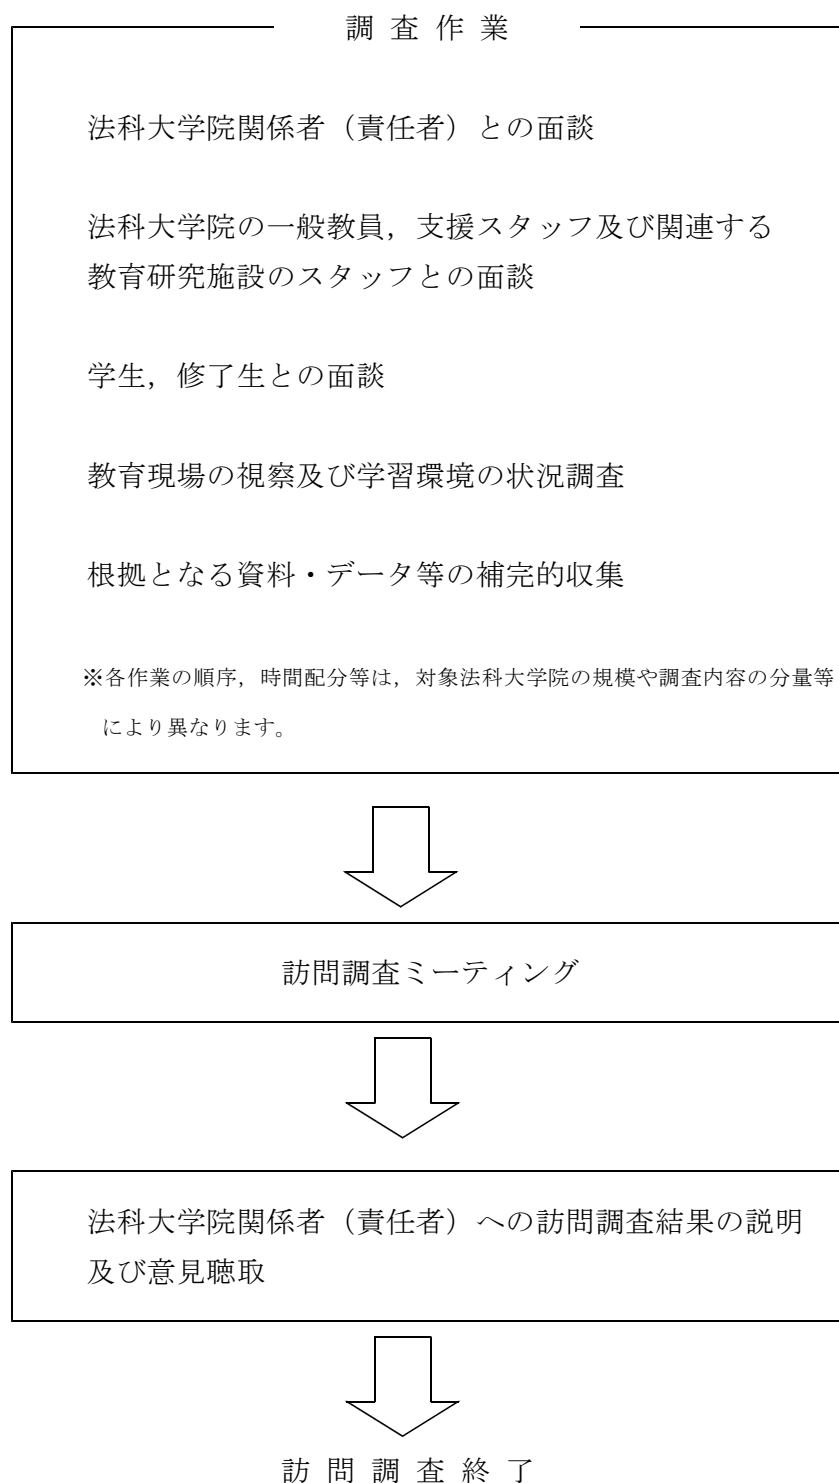 調査作業
法科大学院関係者（責任者）との面談
法科大学院の一般教員，支援スタッフ及び関連する
教育研究施設のスタッフとの面談
学生，修了生との面談
教育現場の視察及び学習環境の状況調査
根拠となる資料・データ等の補完的収集
※各作業の順序，時間配分等は，対象法科大学院の規模や調査内容の分量等
により異なります。
訪問調査ミーティング
法科大学院関係者（責任者）への訪問調査結果の説明
及び意見聴取
訪問調査終了